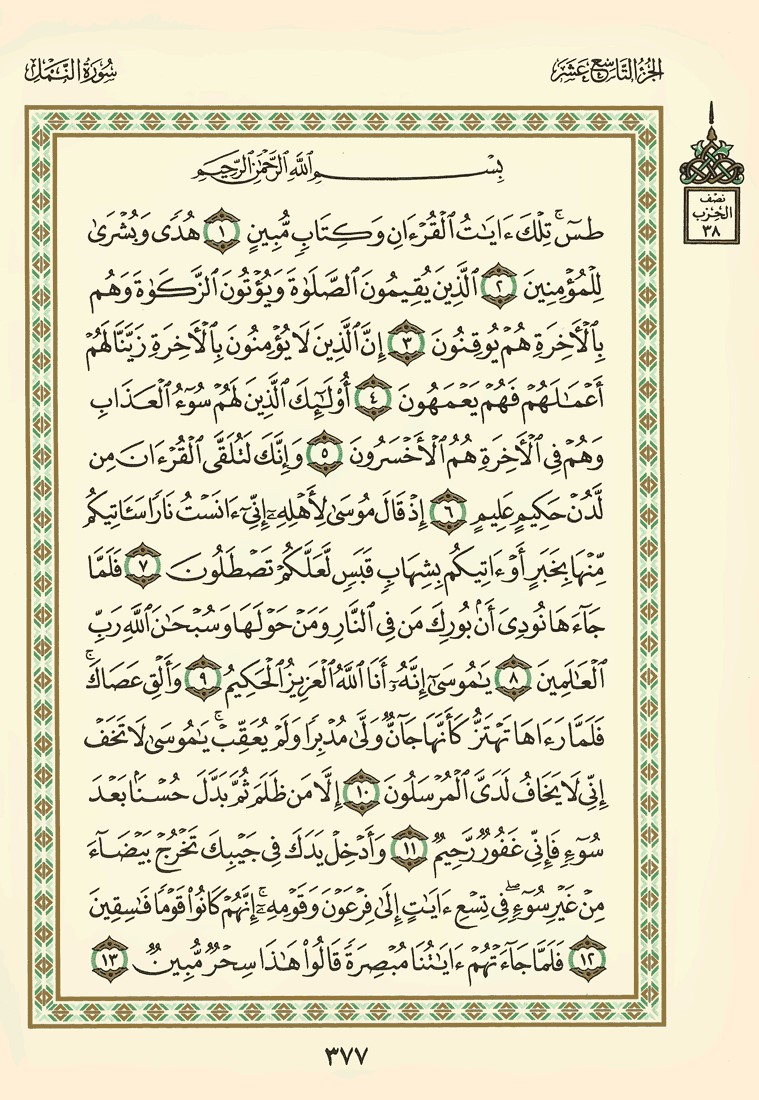 الجزء التاسع عشر
سورة النمل
نصف
الحزب
٣٨
بِسْمِ ٱللَّهِ ٱلرَّحْمَٰنِ ٱلرَّحِيمِ
طسٓ ۚ تِلْكَ ءَايَٰتُ ٱلْقُرْءَانِ وَكِتَابٍ مُّبِينٍ ١ هُدًى وَبُشْرَىٰ
لِلْمُؤْمِنِينَ ٢ ٱلَّذِينَ يُقِيمُونَ ٱلصَّلَوٰةَ وَيُؤْتُونَ ٱلزَّكَوٰةَ وَهُم
بِٱلْءَاخِرَةِ هُمْ يُوقِنُونَ ٣ إِنَّ ٱلَّذِينَ لَا يُؤْمِنُونَ بِٱلْءَاخِرَةِ زَيَّنَّا لَهُمْ
أَعْمَٰلَهُمْ فَهُمْ يَعْمَهُونَ ٤ أُو۟لَٰٓئِكَ ٱلَّذِينَ لَهُمْ سُوٓءُ ٱلْعَذَابِ
وَهُمْ فِى ٱلْءَاخِرَةِ هُمُ ٱلْأَخْسَرُونَ ٥ وَإِنَّكَ لَتُلَقَّى ٱلْقُرْءَانَ مِن
لَّدُنْ حَكِيمٍ عَلِيمٍ ٦ إِذْ قَالَ مُوسَىٰ لِأَهْلِهِۦٓ إِنِّىٓ ءَانَسْتُ نَارًا سَـَٔاتِيكُم
مِّنْهَا بِخَبَرٍ أَوْ ءَاتِيكُم بِشِهَابٍ قَبَسٍ لَّعَلَّكُمْ تَصْطَلُونَ ٧ فَلَمَّا
جَآءَهَا نُودِىَ أَنۢ بُورِكَ مَن فِى ٱلنَّارِ وَمَنْ حَوْلَهَا وَسُبْحَٰنَ ٱللَّهِ رَبِّ
ٱلْعَٰلَمِينَ ٨ يَٰمُوسَىٰٓ إِنَّهُۥٓ أَنَا ٱللَّهُ ٱلْعَزِيزُ ٱلْحَكِيمُ ٩ وَأَلْقِ عَصَاكَ ۚ
فَلَمَّا رَءَاهَا تَهْتَزُّ كَأَنَّهَا جَآنٌّ وَلَّىٰ مُدْبِرًا وَلَمْ يُعَقِّبْ ۚ يَٰمُوسَىٰ لَا تَخَفْ
إِنِّى لَا يَخَافُ لَدَىَّ ٱلْمُرْسَلُونَ ١٠ إِلَّا مَن ظَلَمَ ثُمَّ بَدَّلَ حُسْنًۢا بَعْدَ
سُوٓءٍ فَإِنِّى غَفُورٌ رَّحِيمٌ ١١ وَأَدْخِلْ يَدَكَ فِى جَيْبِكَ تَخْرُجْ بَيْضَآءَ
مِنْ غَيْرِ سُوٓءٍ ۖ فِى تِسْعِ ءَايَٰتٍ إِلَىٰ فِرْعَوْنَ وَقَوْمِهِۦٓ ۚ إِنَّهُمْ كَانُوا۟ قَوْمًا فَٰسِقِينَ
١٢ فَلَمَّا جَآءَتْهُمْ ءَايَٰتُنَا مُبْصِرَةً قَالُوا۟ هَٰذَا سِحْرٌ مُّبِينٌ ١٣
٣٧٧